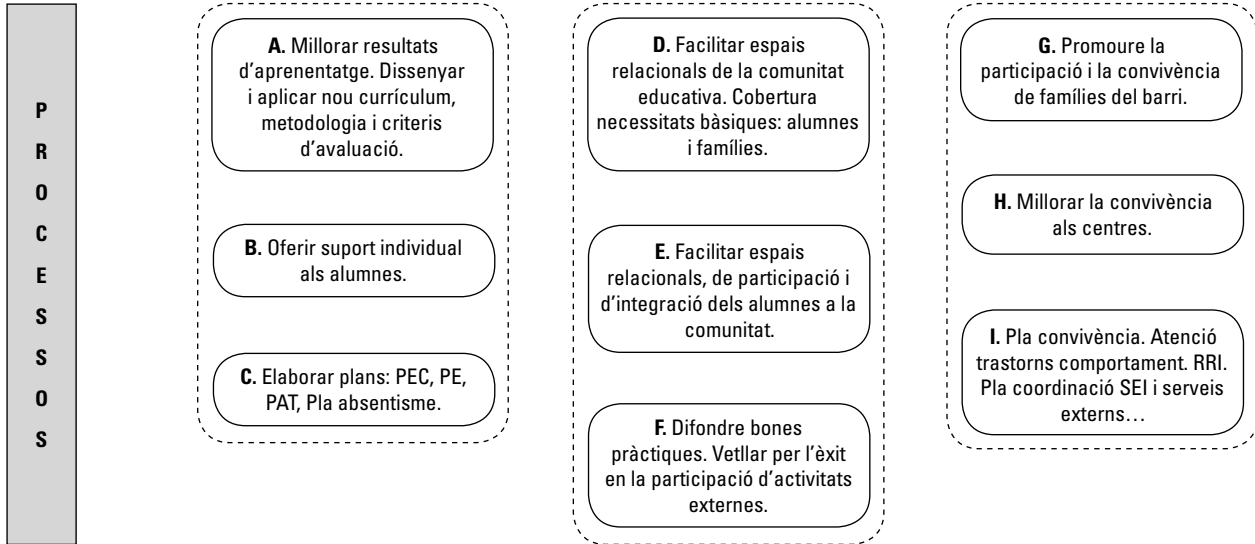 PROCESSOS
A. Millorar resultats
d'aprenentatge. Dissenyar
i aplicar nou currículum,
metodologia i criteris
d'avaluació.
B. Oferir suport individual
als alumnes.
C. Elaborar plans: PEC, PE,
PAT, Pla absentisme.
D. Facilitar espais
relacionals de la comunitat
educativa. Cobertura
necessitats bàsiques: alumnes
i famílies.
E. Facilitar espais
relacionals, de participació i
d'integració dels alumnes a la
comunitat.
F. Difondre bones
pràctiques. Vetllar per l'èxit
en la participació d'activitats
externes.
G. Promoure la
participació i la convivència
de famílies del barri.
H. Millorar la convivència
als centres.
I. Pla convivència. Atenció
trastorns comportament. RRI.
Pla coordinació SEI i serveis
externs…